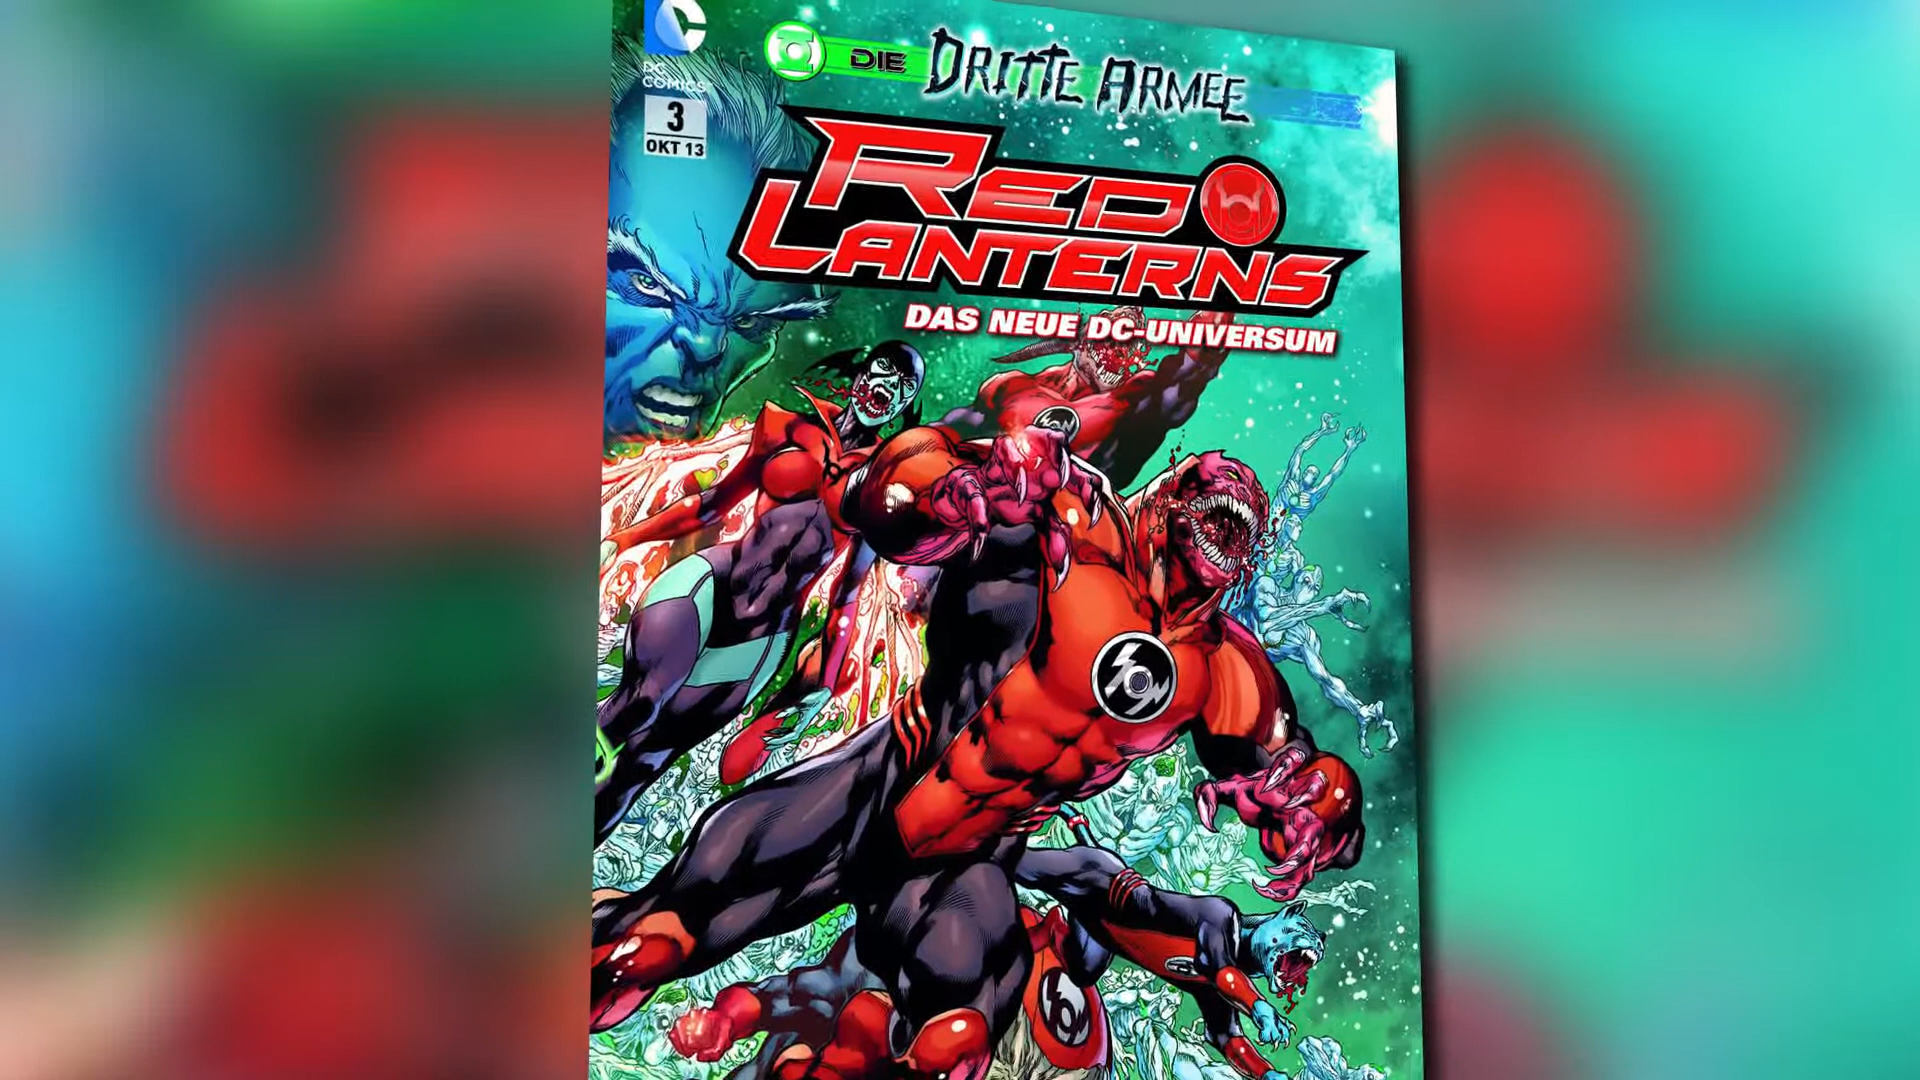 DC COMICS
3
OKT 13
DIE DRITTE ARMEE
RED
LANTERNS
DAS NEUE DC-UNIVERSUM